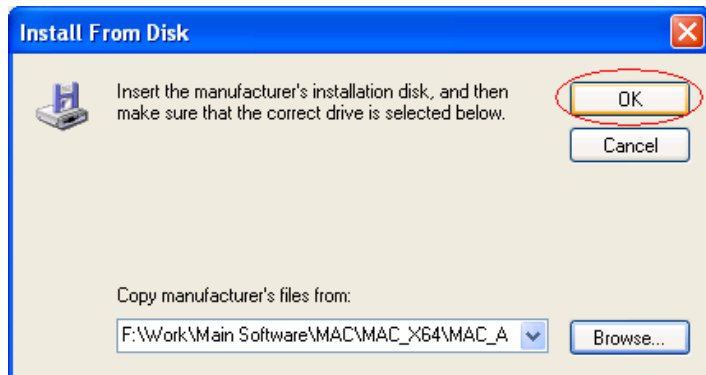 Install From Disk
Insert the manufacturer's installation disk, and then
make sure that the correct drive is selected below.
OK
Cancel
Copy manufacturer's files from:
F:\Work\Main Software\MAC\MAC_X64\MAC_A
Browse...